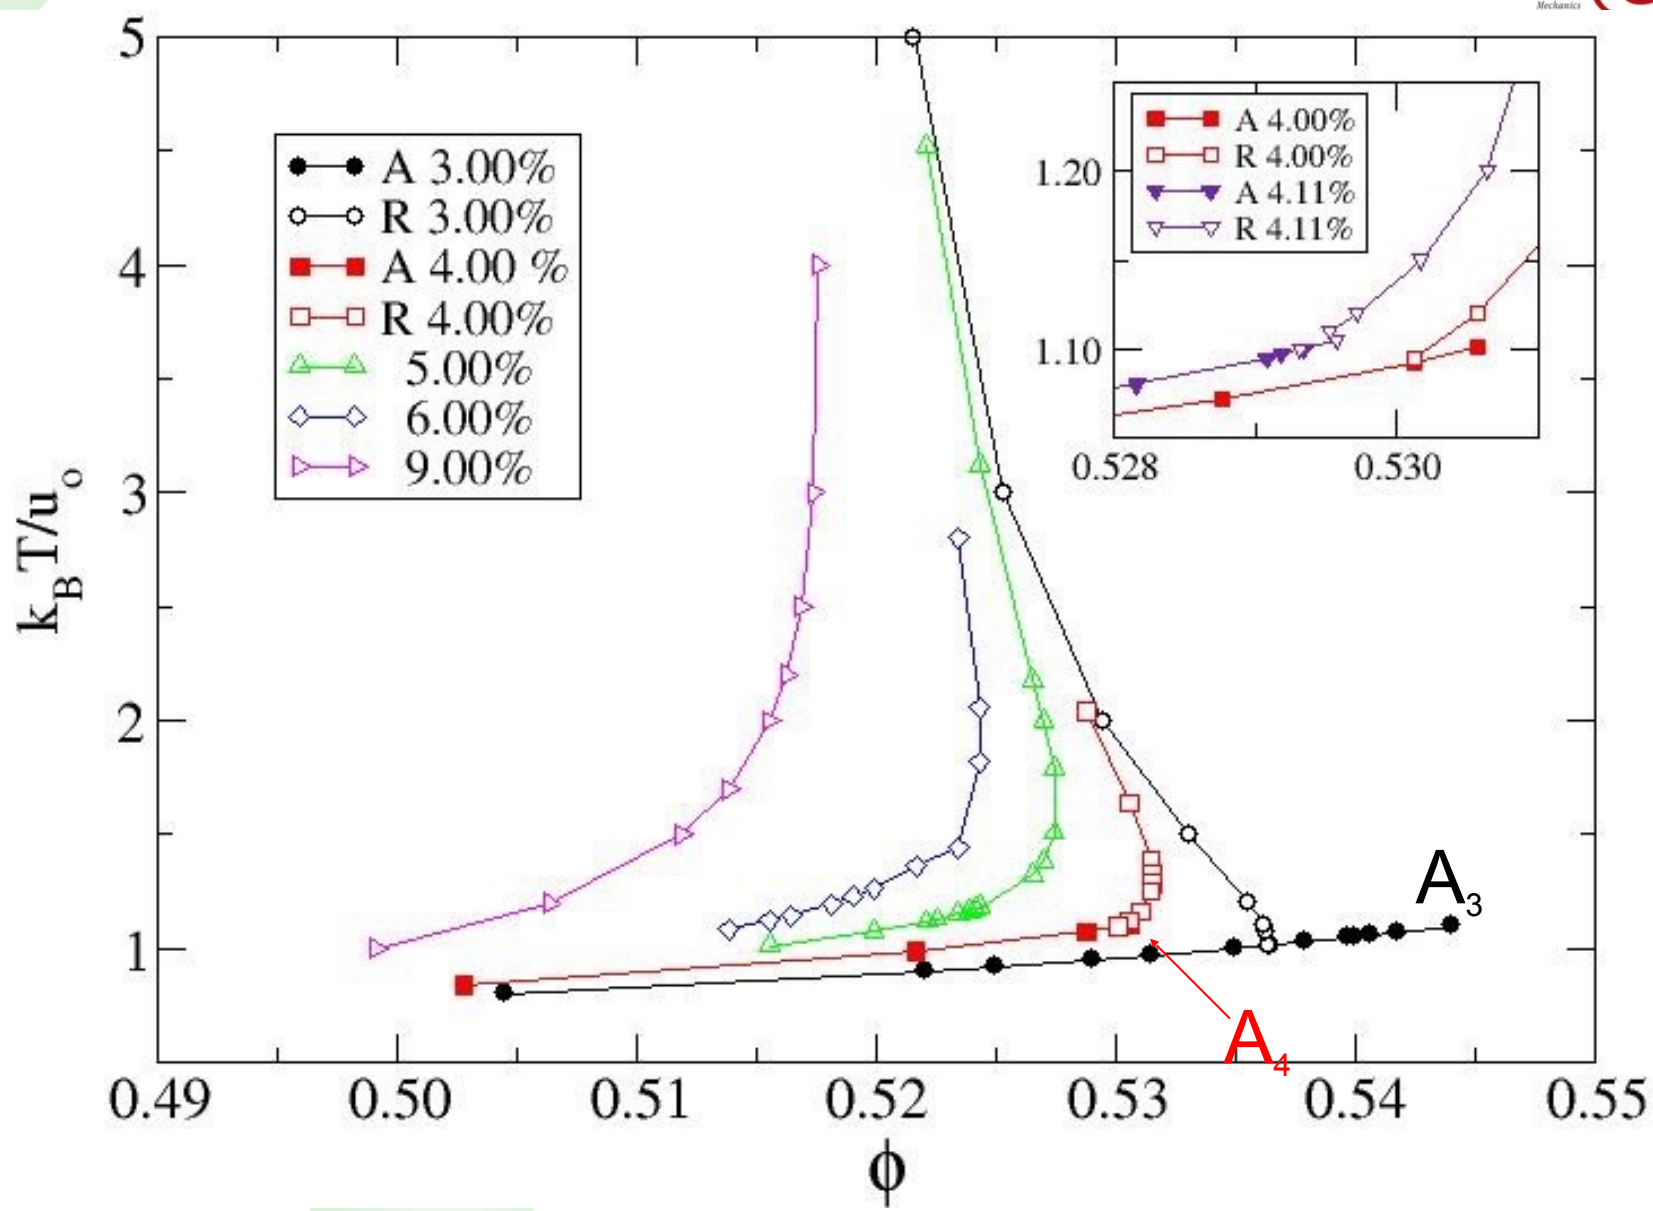 Mechanics
5
4
3
2
1
k_B T/u_o
A 3.00%
R 3.00%
A 4.00 %
R 4.00%
5.00%
6.00%
9.00%
A 4.00%
R 4.00%
A 4.11%
R 4.11%
1.20
1.10
0.528
0.530
A_3
A_4
0.49
0.50
0.51
0.52
0.53
0.54
0.55
ϕ